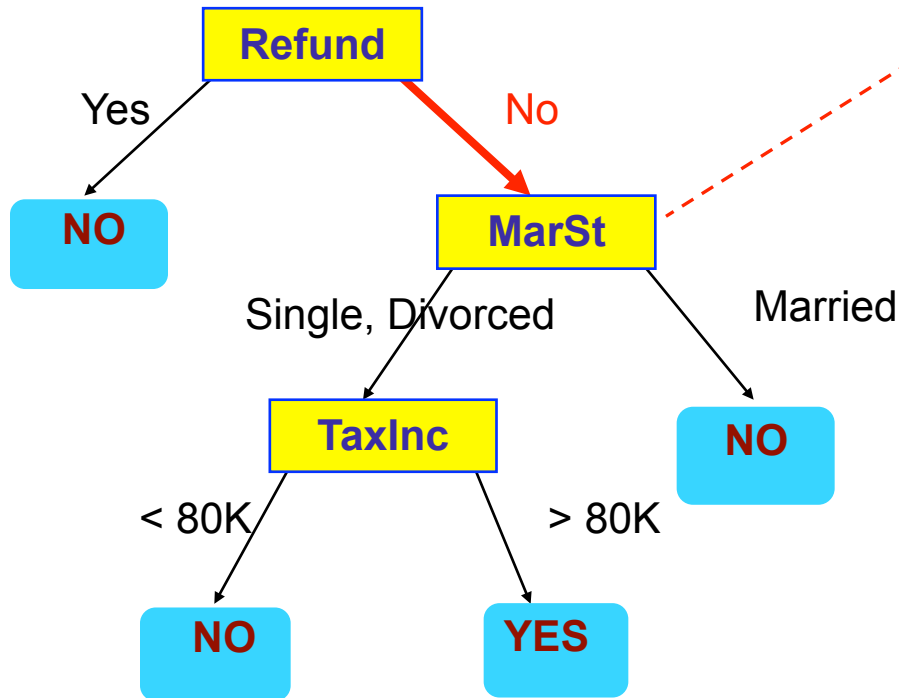 Refund
Yes
No
NO
MarSt
Single, Divorced
Married
TaxInc
NO
< 80K
> 80K
NO
YES